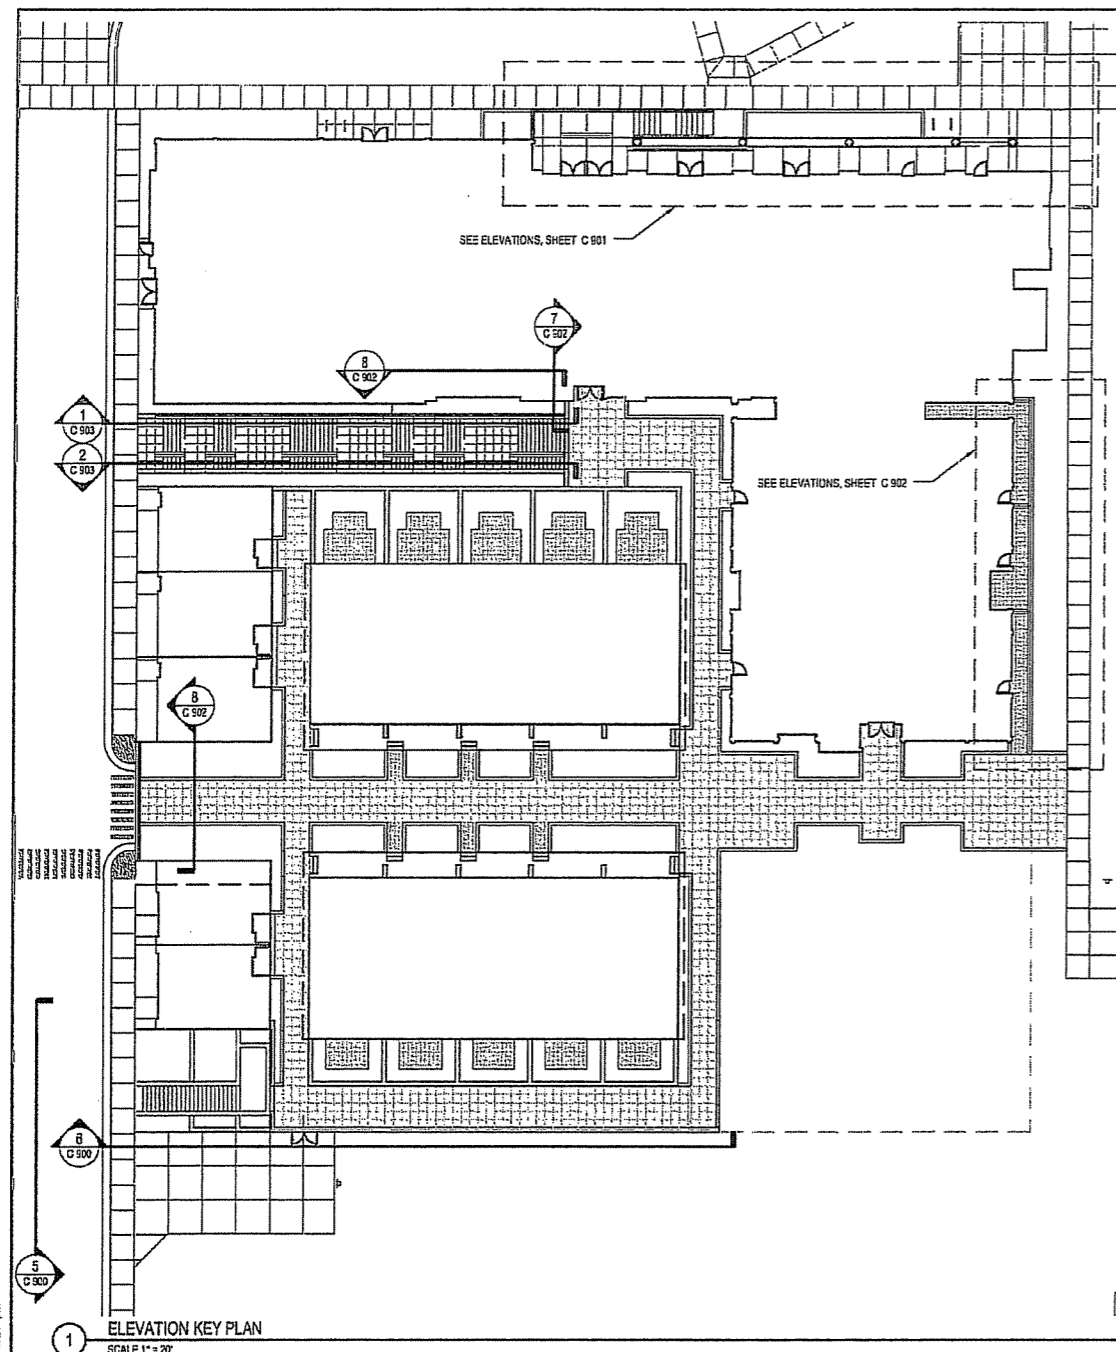 SEE ELEVATIONS, SHEET C 901
7
C 902
8
C 902
1
C 903
2
C 903
SEE ELEVATIONS, SHEET C 902
8
C 902
6
C 900
5
C 900
1
ELEVATION KEY PLAN
SCALE 1" = 20'